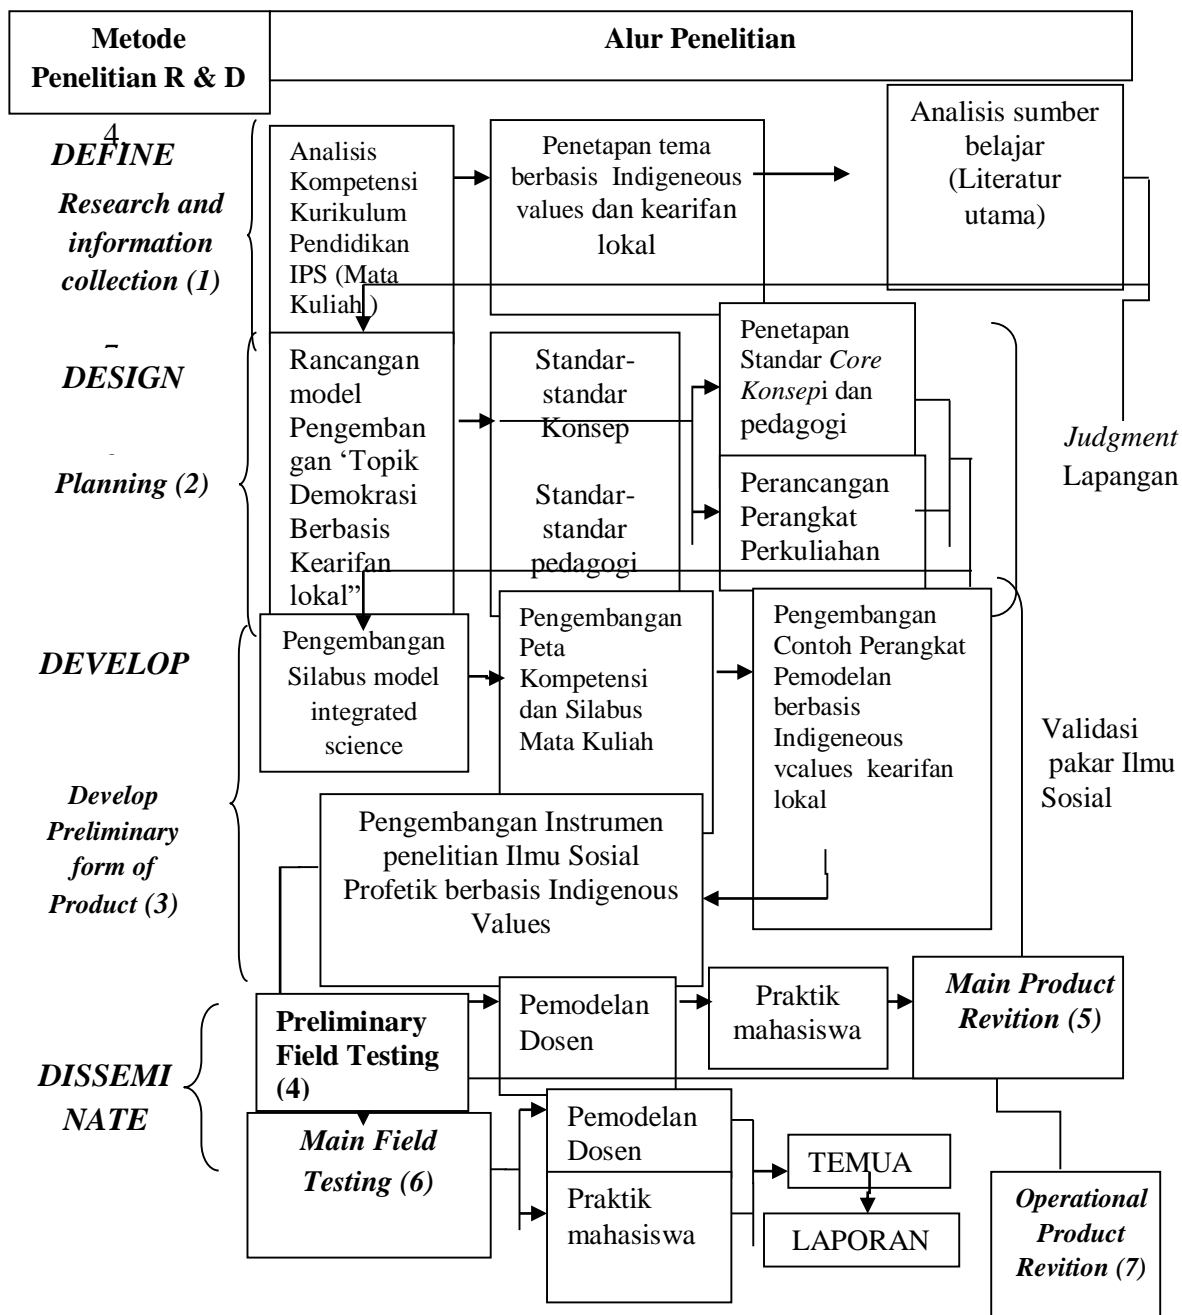 Metode
Penelitian R & D
Alur Penelitian
4
DEFINE
Research and
information
collection (1)
Analisis
Kompetensi
Kurikulum
Pendidikan
IPS (Mata
Kuliah )
Penetapan tema
berbasis Indigeneous
values dan kearifan
lokal
Analisis sumber
belajar
(Literatur
utama)
DESIGN
Planning (2)
Rancangan
model
Pengemban
gan ‘Topik
Demokrasi
Berbasis
Kearifan
lokal”
Standar-
standar
Konsep
Standar-
standar
pedagogi
Penetapan
Standar Core
Konsepi dan
pedagogi
Perancangan
Perangkat
Perkuliahan
Judgment
Lapangan
DEVELOP
Develop
Preliminary
form of
Product (3)
Pengembangan
Silabus model
integrated
science
Pengembangan
Peta
Kompetensi
dan Silabus
Mata Kuliah
Pengembangan
Contoh Perangkat
Pemodelan
berbasis
Indigeneous
vcalues kearifan
lokal
Validasi
pakar Ilmu
Sosial
Pengembangan Instrumen
penelitian Ilmu Sosial
Profetik berbasis Indigenous
Values
DISSEMI
NATE
Preliminary
Field Testing
(4)
Pemodelan
Dosen
Praktik
mahasiswa
Main Product
Revition (5)
Main Field
Testing (6)
Pemodelan
Dosen
Praktik
mahasiswa
TEMUA
LAPORAN
Operational
Product
Revition (7)